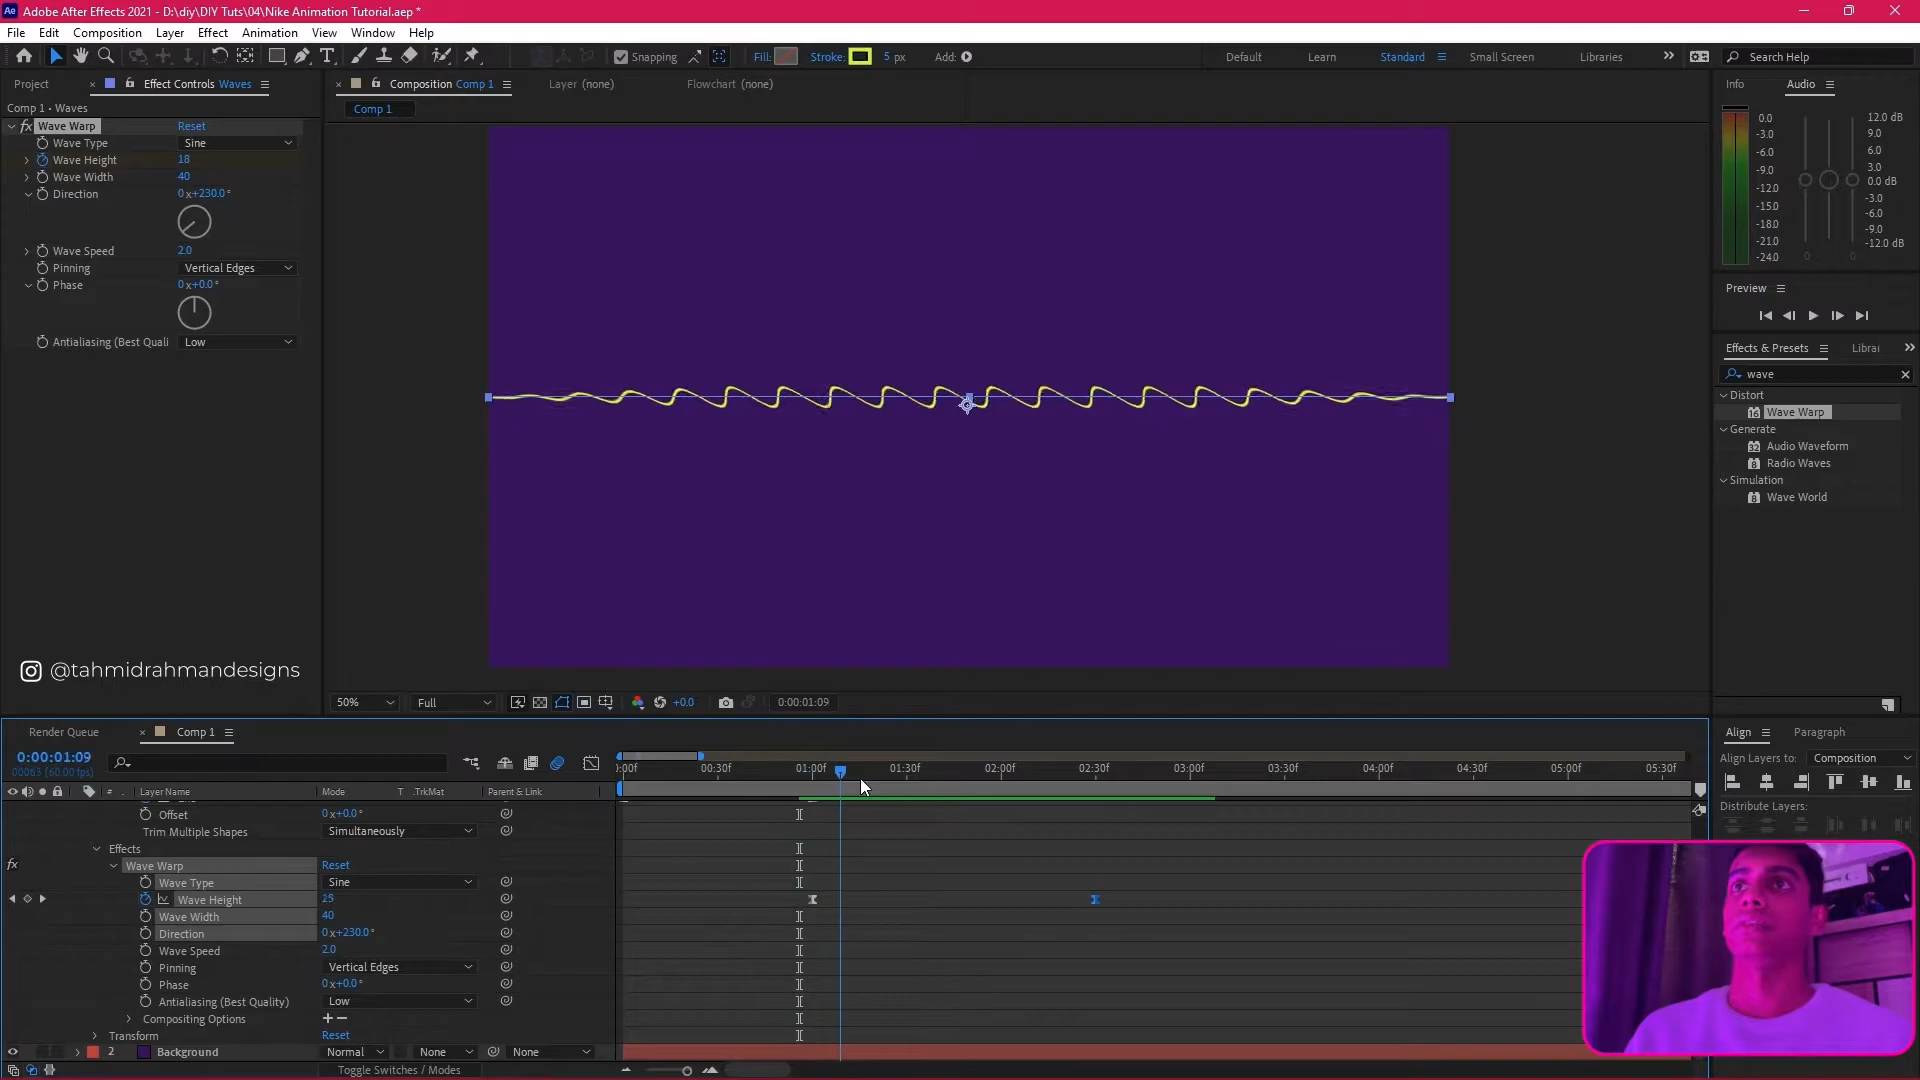 Ae Adobe After Effects 2021 - D:\diy\DIY Tuts\04\Nike Animation Tutorial.aep *
File Edit Composition Layer Effect Animation View Window Help
Snapping Fill: Stroke: 5 px Add: Default Learn Standard Small Screen Libraries Search Help
Project Effect Controls Waves
Comp 1 • Waves
fx Wave Warp Reset
Wave Type Sine
Wave Height 18
Wave Width 40
Direction 0x+230.0°
Wave Speed 2.0
Pinning Vertical Edges
Phase 0x+0.0°
Antialiasing (Best Quali Low
@tahmidrahmandesigns
Composition Comp 1 Layer (none) Flowchart (none)
Comp 1
50% Full +0.0 0:00:01:09
Info Audio
0.0 12.0 dB
-3.0 9.0
-6.0 6.0
-9.0 3.0
-12.0 0.0 dB
-15.0 -3.0
-18.0 -6.0
-21.0 -9.0
-24.0 -12.0 dB
0 0
Preview
Effects & Presets Librar
wave
Distort
Wave Warp
Generate
Audio Waveform
Radio Waves
Simulation
Wave World
Render Queue Comp 1
0:00:01:09
00063 (60.00 fps)
):00f 00:30f 01:00f 01:30f 02:00f 02:30f 03:00f 03:30f 04:00f 04:30f 05:00f 05:30f
# . Layer Name Mode T .TrkMat Parent & Link
Offset 0x+0.0°
Trim Multiple Shapes Simultaneously
Effects
fx Wave Warp Reset
Wave Type Sine
Wave Height 25
Wave Width 40
Direction 0x+230.0°
Wave Speed 2.0
Pinning Vertical Edges
Phase 0x+0.0°
Antialiasing (Best Quality) Low
Compositing Options +−
Transform Reset
2 Background Normal None None
Toggle Switches / Modes
Align Paragraph
Align Layers to: Composition
Distribute Layers: